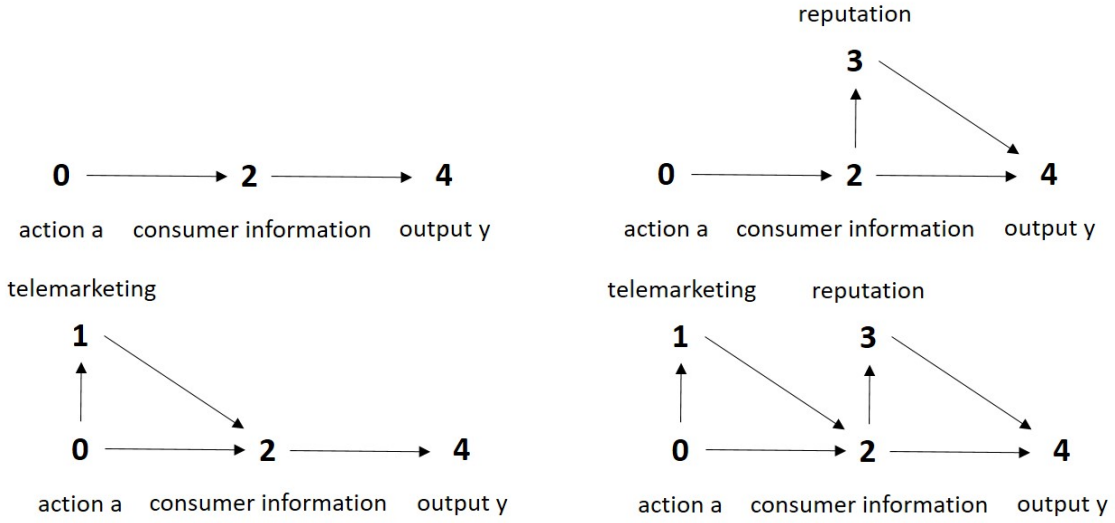 reputation
3
0 2 4
action a consumer information output y
0 2 4
action a consumer information output y
telemarketing
1
0 2 4
action a consumer information output y
telemarketing reputation
1 3
0 2 4
action a consumer information output y